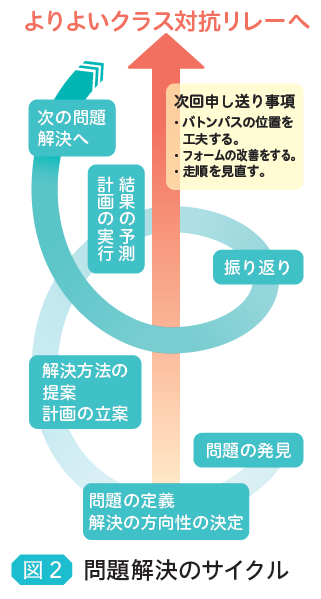 よりよいクラス対抗リレーへ
次回申し送り事項
・バトンパスの位置を
工夫する。
・フォームの改善をする。
・走順を見直す。
次の問題
解決へ
結果の予測
計画の実行
振り返り
解決方法の
提案
計画の立案
問題の発見
問題の定義
解決の方向性の決定
図2 問題解決のサイクル